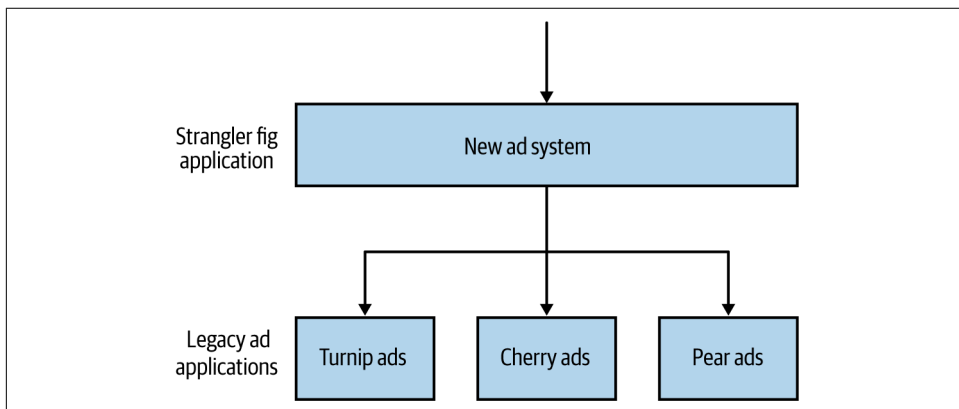 Strangler fig
application
New ad system
Legacy ad
applications
Turnip ads
Cherry ads
Pear ads